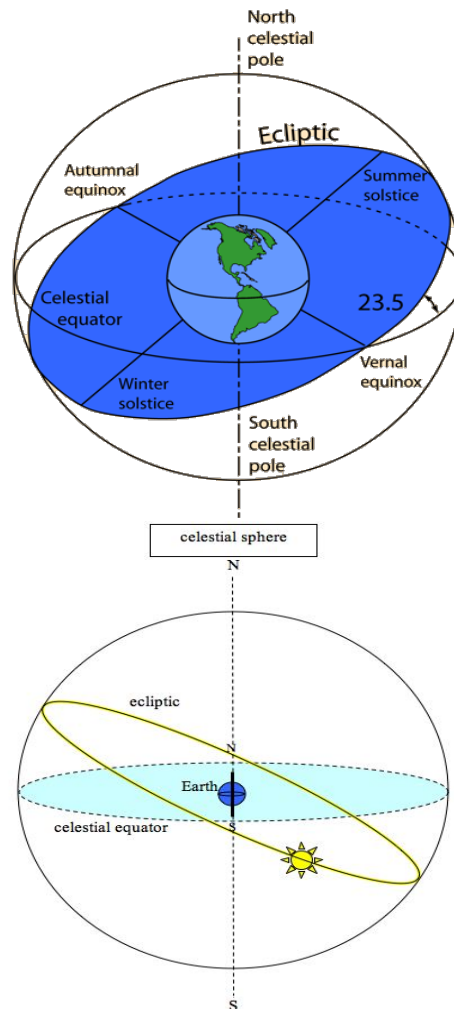 North
celestial
pole
Ecliptic
Autumnal
equinox
Summer
solstice
Celestial
equator
23.5
Winter
solstice
Vernal
equinox
South
celestial
pole
celestial sphere
N
ecliptic
N
Earth
celestial equator
S
S